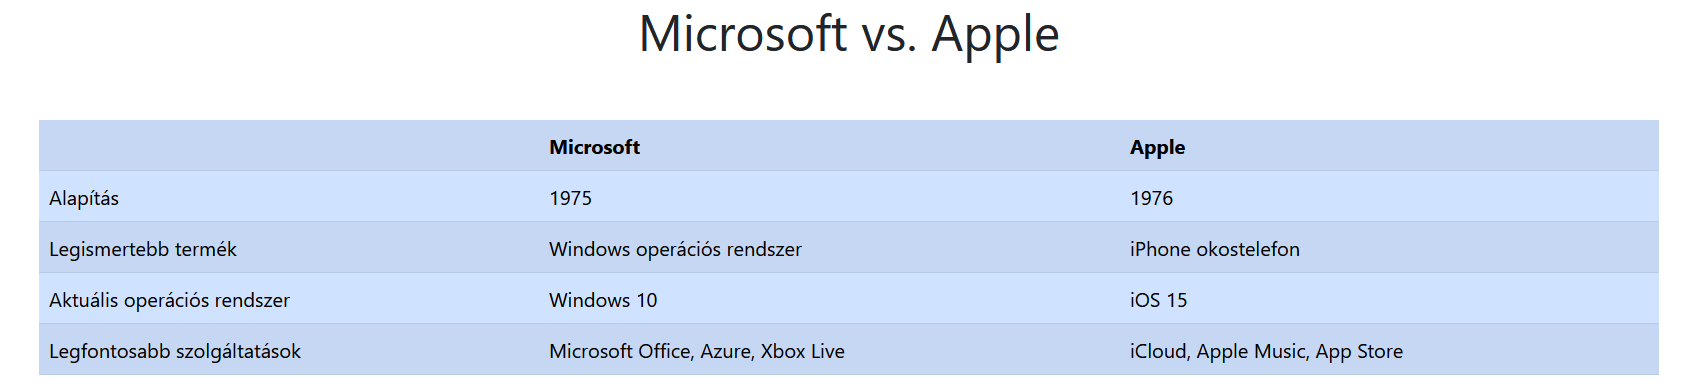 Microsoft vs. Apple
Microsoft Apple
Alapítás 1975 1976
Legismertebb termék Windows operációs rendszer iPhone okostelefon
Aktuális operációs rendszer Windows 10 iOS 15
Legfontosabb szolgáltatások Microsoft Office, Azure, Xbox Live iCloud, Apple Music, App Store